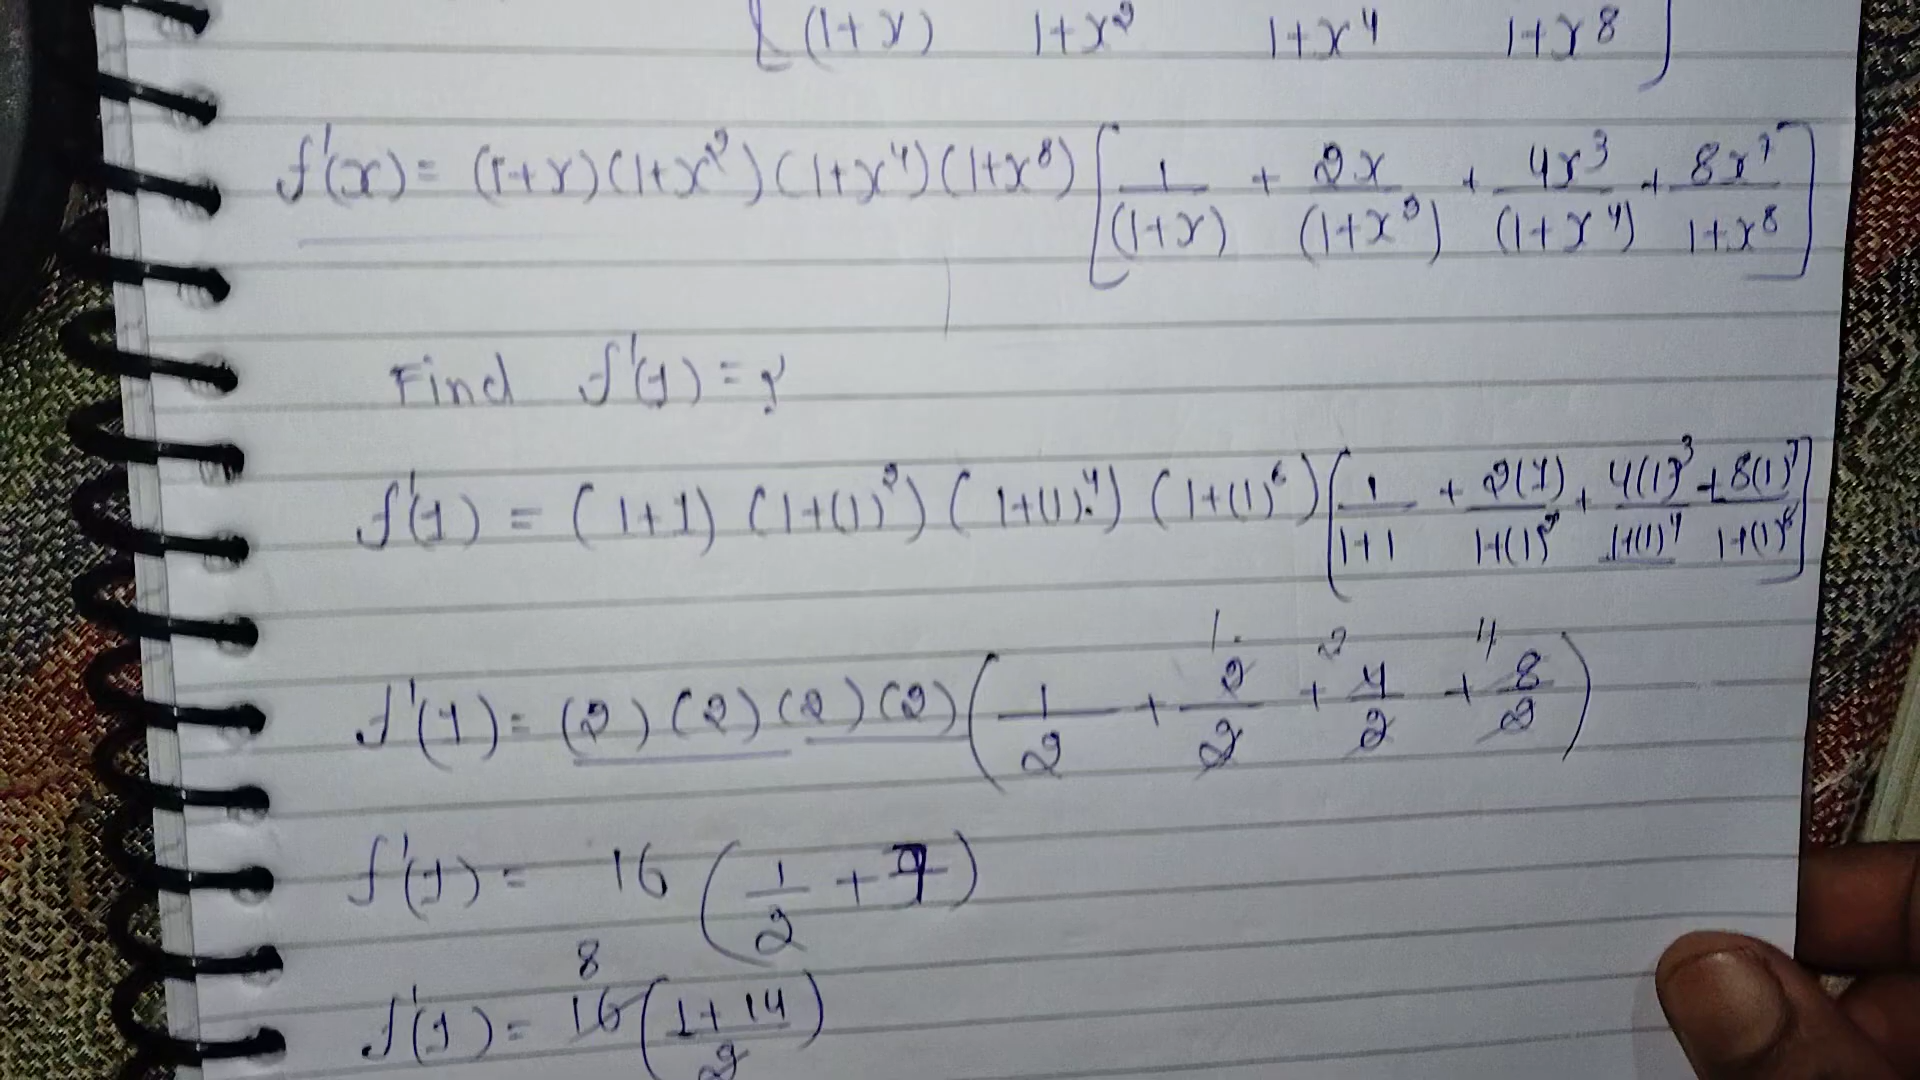 [(1+x) 1+x² 1+x⁴ 1+x⁸]
f'(x) = (1+x)(1+x²)(1+x⁴)(1+x⁸) [1/(1+x) + 2x/(1+x²) + 4x³/(1+x⁴) + 8x⁷/1+x⁸]
Find f'(1) = ?
f'(1) = (1+1) (1+(1)²) (1+(1)⁴) (1+(1)⁸) [1/1+1 + 2(1)/1+(1)² + 4(1)³/1+(1)⁴ + 8(1)⁷/1+(1)⁸]
1. 2 4
f'(1) = (2)(2)(2)(2) (1/2 + 2/2 + 4/2 + 8/2)
f'(1) = 16 (1/2 + 7)
8
f'(1) = 16 (1+14/2)